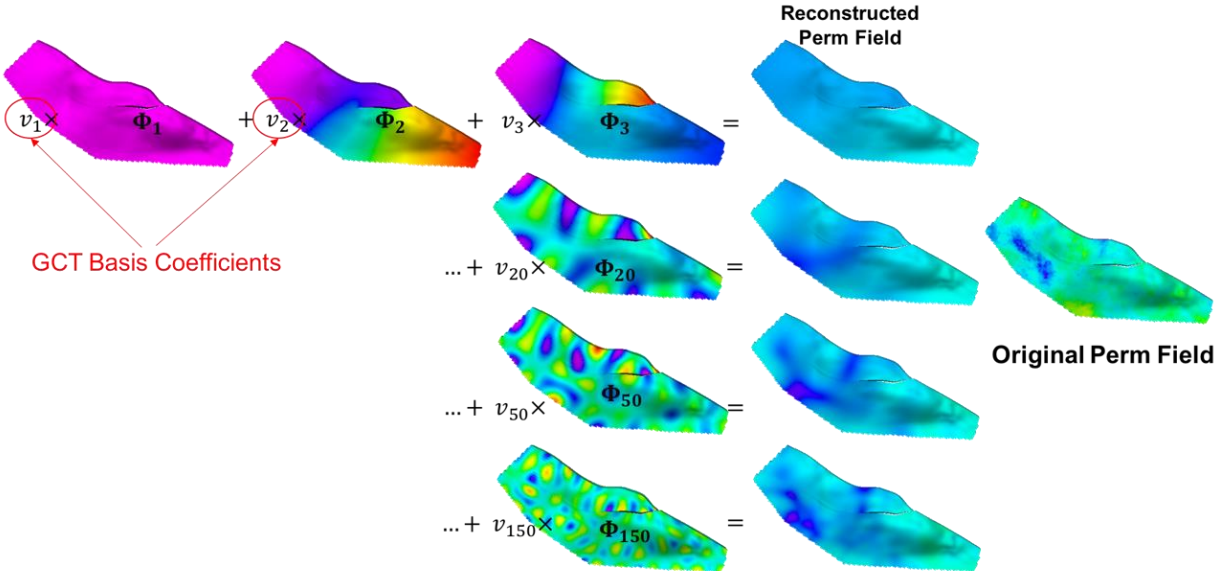 Reconstructed
Perm Field
v₁× Φ₁ + v₂× Φ₂ + v₃× Φ₃ =
GCT Basis Coefficients
...+ v₂₀× Φ₂₀ =
Original Perm Field
...+ v₅₀× Φ₅₀ =
...+ v₁₅₀× Φ₁₅₀ =